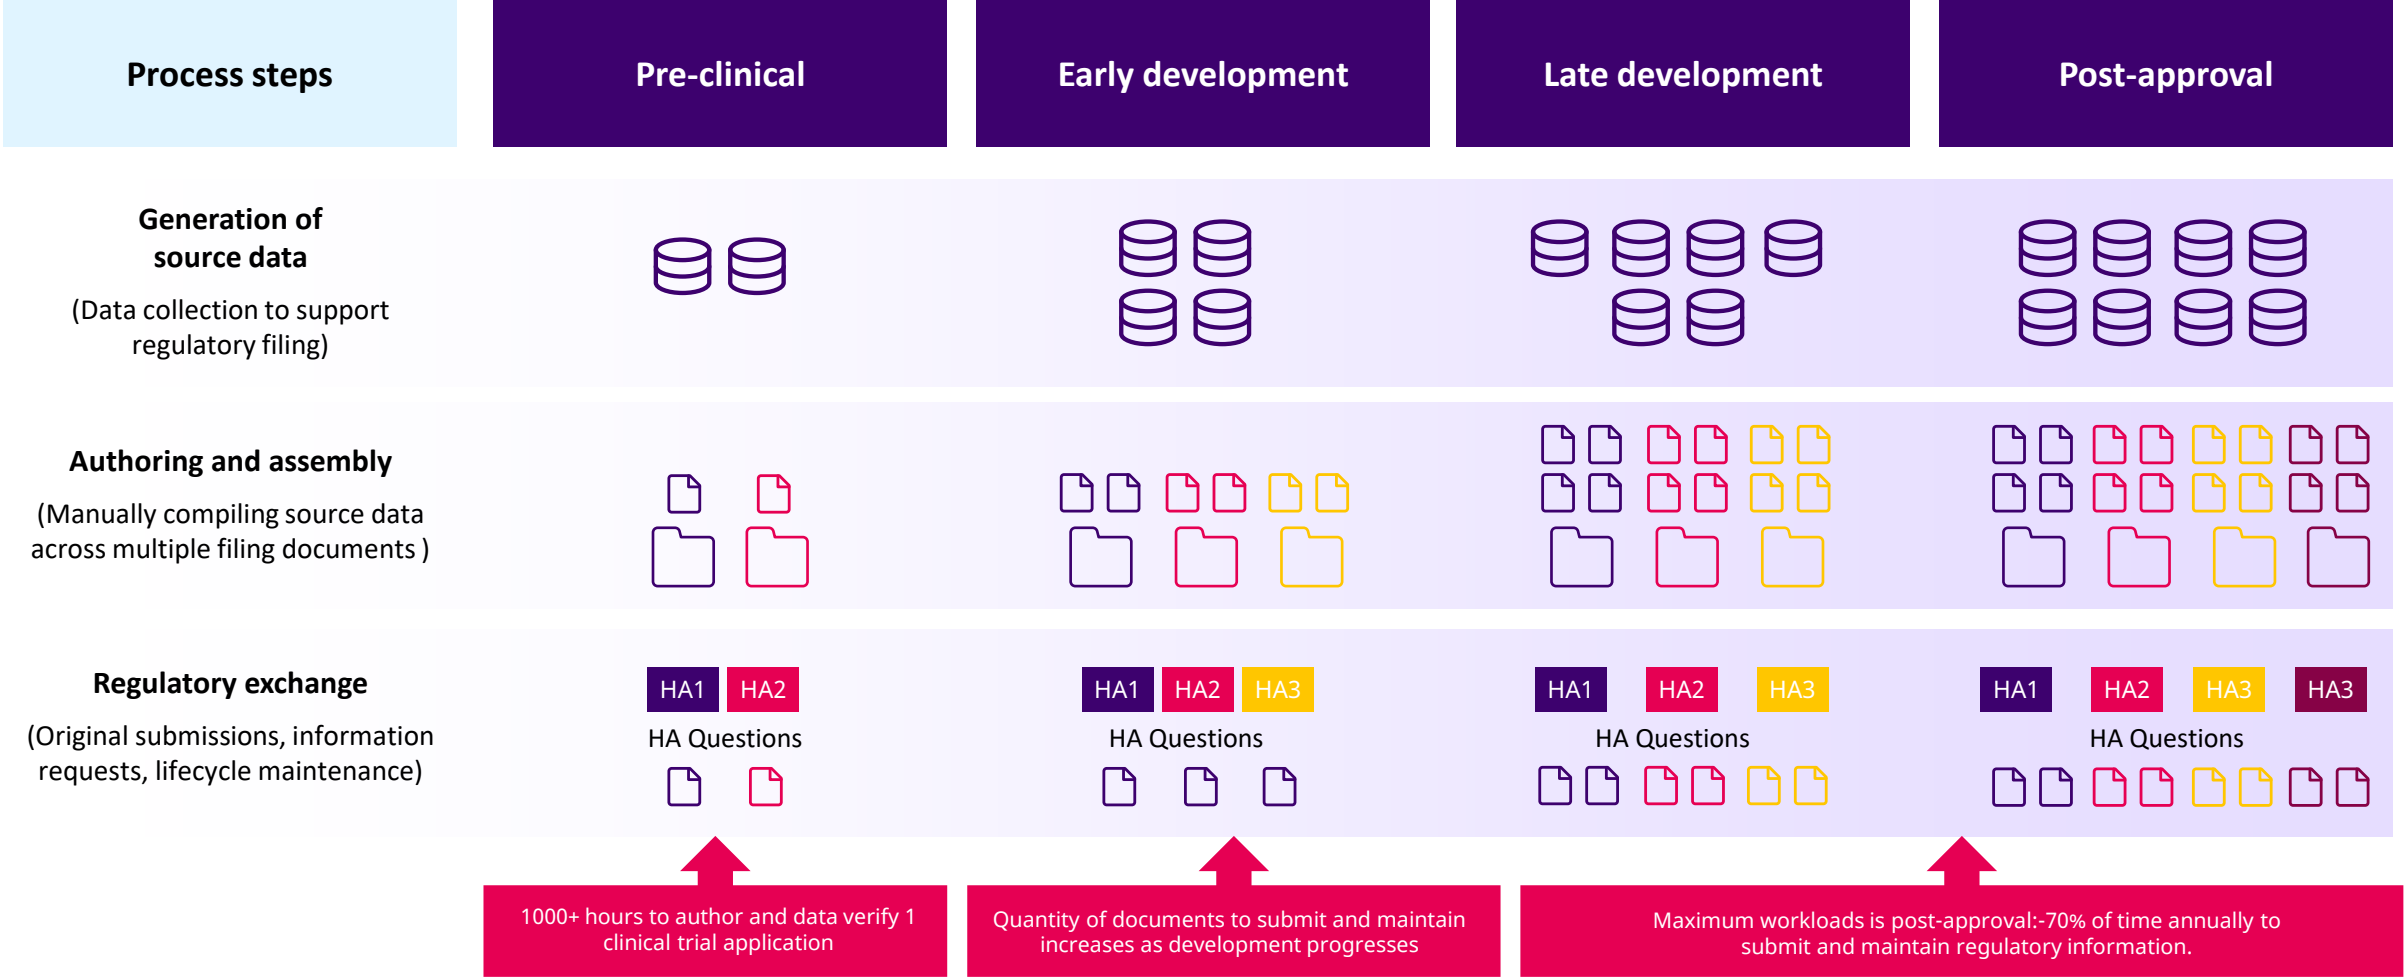 Process steps
Pre-clinical
Early development
Late development
Post-approval
Generation of
source data
(Data collection to support
regulatory filing)
Authoring and assembly
(Manually compiling source data
across multiple filing documents )
Regulatory exchange
(Original submissions, information
requests, lifecycle maintenance)
HA1 HA2
HA Questions
HA1 HA2 HA3
HA Questions
HA1 HA2 HA3
HA Questions
HA1 HA2 HA3 HA3
HA Questions
1000+ hours to author and data verify 1
clinical trial application
Quantity of documents to submit and maintain
increases as development progresses
Maximum workloads is post-approval:-70% of time annually to
submit and maintain regulatory information.